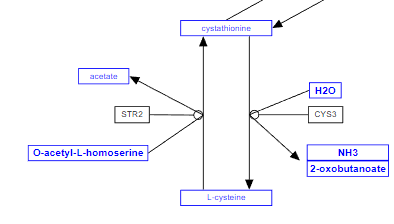 cystathionine
acetate
H2O
STR2
CYS3
O-acetyl-L-homoserine
NH3
2-oxobutanoate
L-cysteine